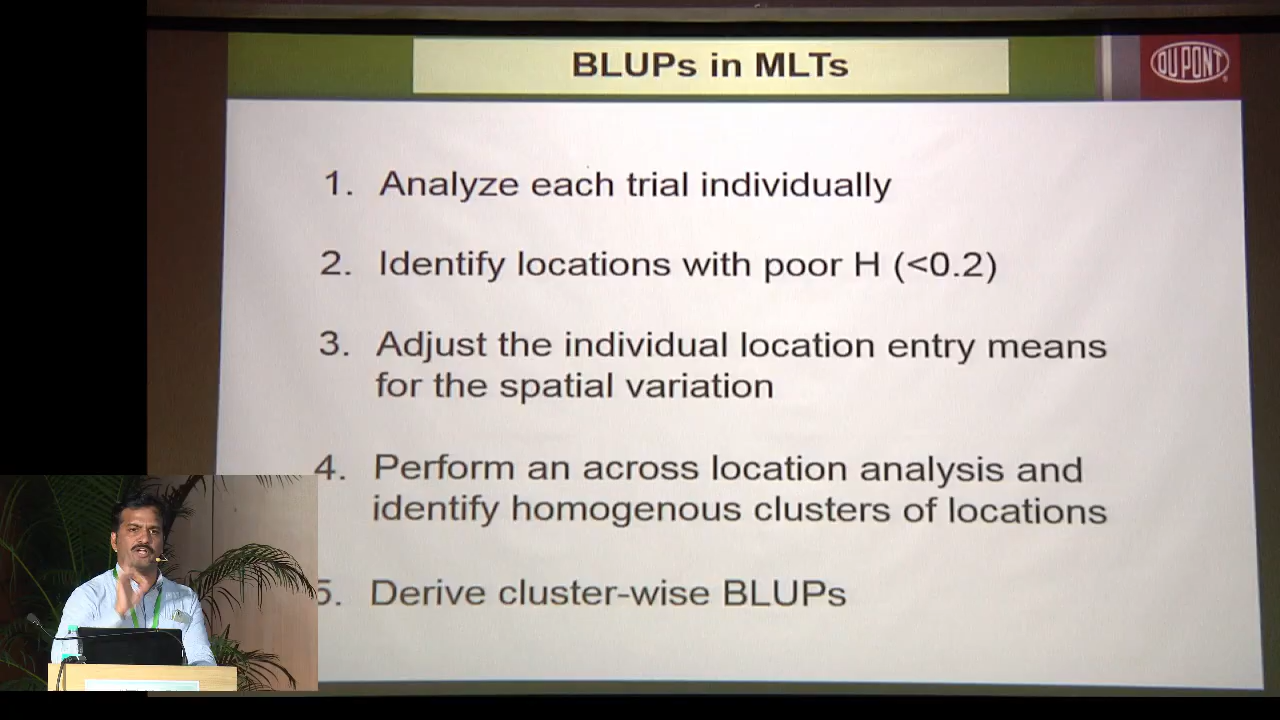 BLUPs in MLTs
DU PONT
1. Analyze each trial individually
2. Identify locations with poor H (<0.2)
3. Adjust the individual location entry means
for the spatial variation
4. Perform an across location analysis and
identify homogenous clusters of locations
5. Derive cluster-wise BLUPs